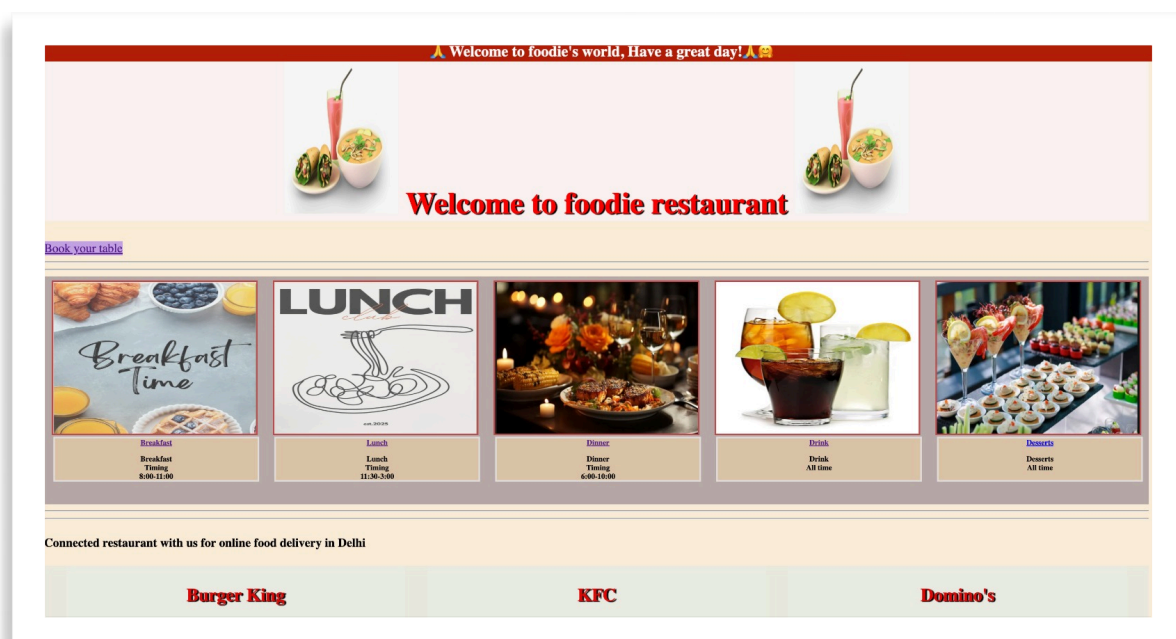 🙏 Welcome to foodie's world, Have a great day!🙏🤗
Welcome to foodie restaurant
Book your table
Breakfast
Time
LUNCH
club
est.2025
Breakfast
Breakfast
Timing
8:00-11:00
Lunch
Lunch
Timing
11:30-3:00
Dinner
Dinner
Timing
6:00-10:00
Drink
Drink
All time
Desserts
Desserts
All time
Connected restaurant with us for online food delivery in Delhi
Burger King
KFC
Domino's